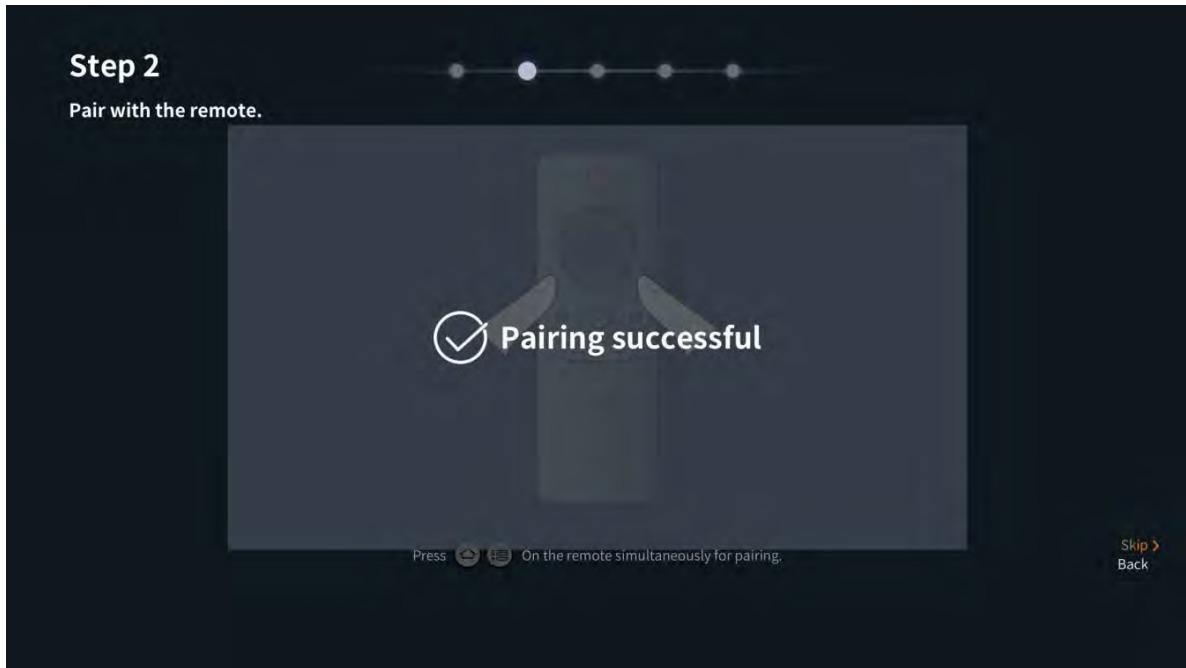 Step 2
Pair with the remote.
Pairing successful
Press On the remote simultaneously for pairing.
Skip
Back